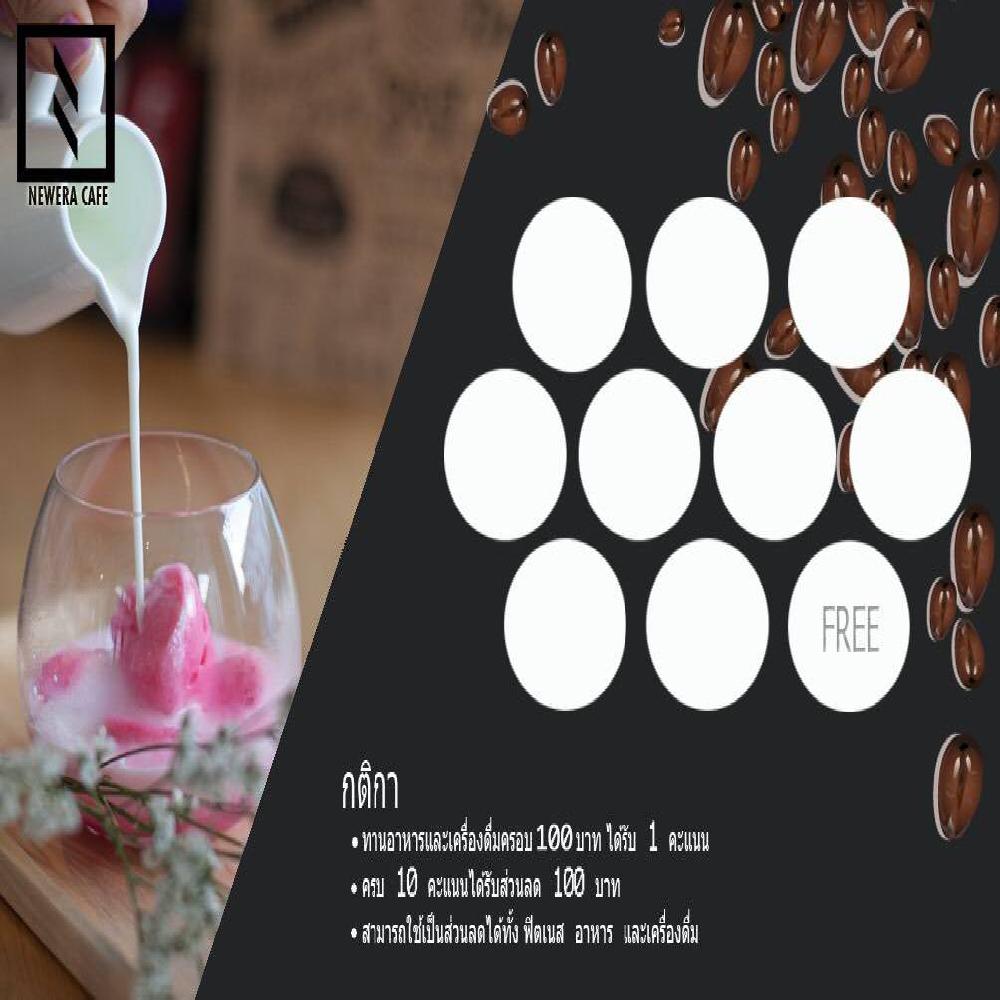 NEWERA CAFE
FREE
กติกา
•ทานอาหารและเครื่องดื่มครอบ 100 บาท ได้รับ 1 คะแนน
•ครบ 10 คะแนนได้รับส่วนลด 100 บาท
•สามารถใช้เป็นส่วนลดได้ทั้ง ฟิตเนส อาหาร และเครื่องดื่ม